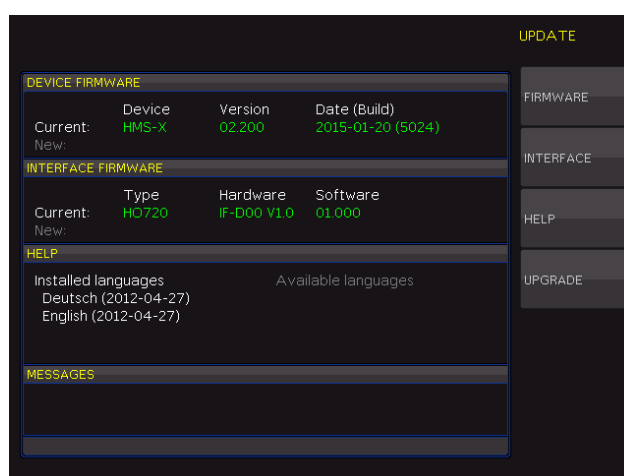 UPDATE
DEVICE FIRMWARE
Device Version Date (Build)
Current: HMS-X 02.200 2015-01-20 (5024)
New:
INTERFACE FIRMWARE
Type Hardware Software
Current: HO720 IF-D00 V1.0 01.000
New:
HELP
Installed languages Available languages
Deutsch (2012-04-27)
English (2012-04-27)
MESSAGES
FIRMWARE
INTERFACE
HELP
UPGRADE